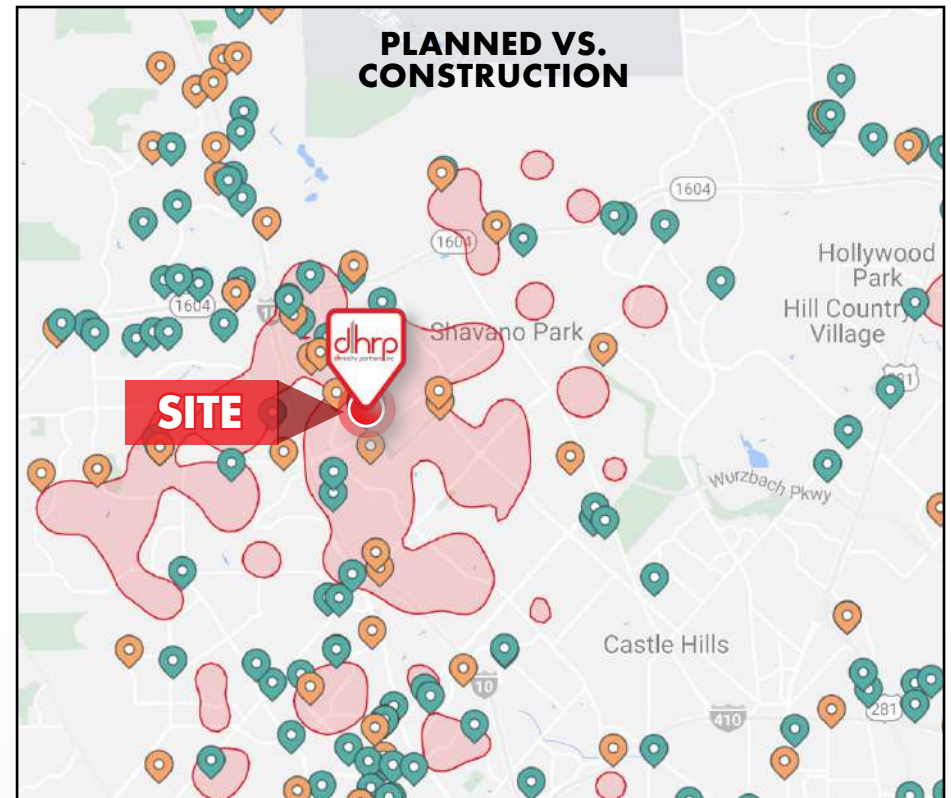 PLANNED VS.
CONSTRUCTION
1604
1604
Hollywood
Park
1604
Hill Country
Village
Shavano Park
dhrp
281
SITE
Wurzbach Pkwy
Castle Hills
10
281
410